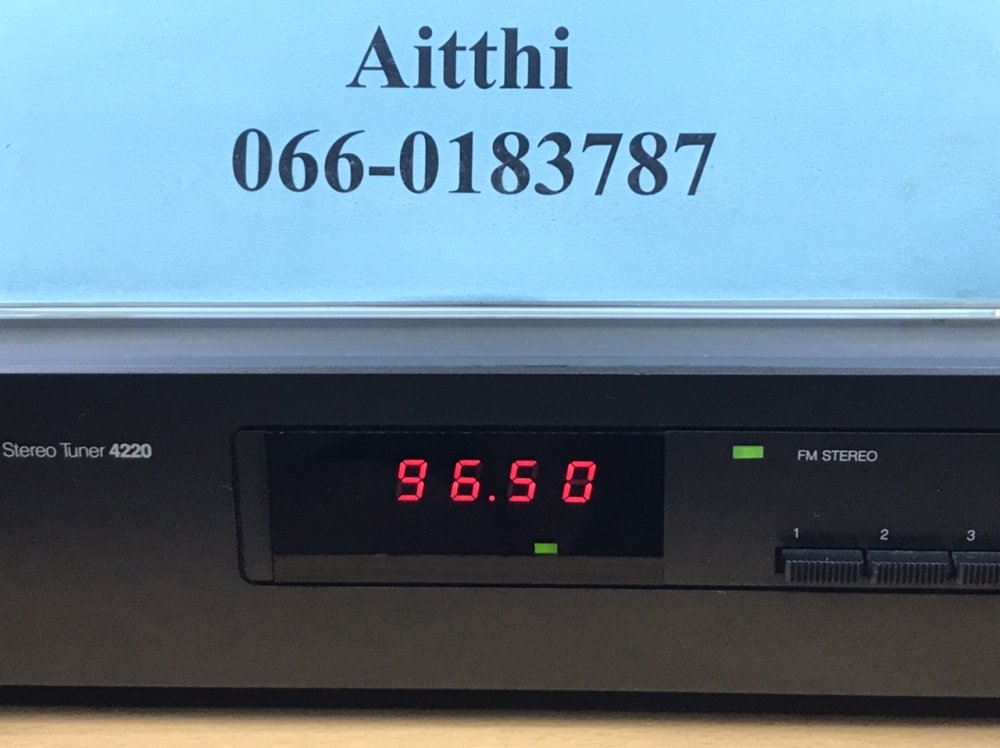 Aitthi
066-0183787
Stereo Tuner 4220
96.50
FM STEREO
1 2 3